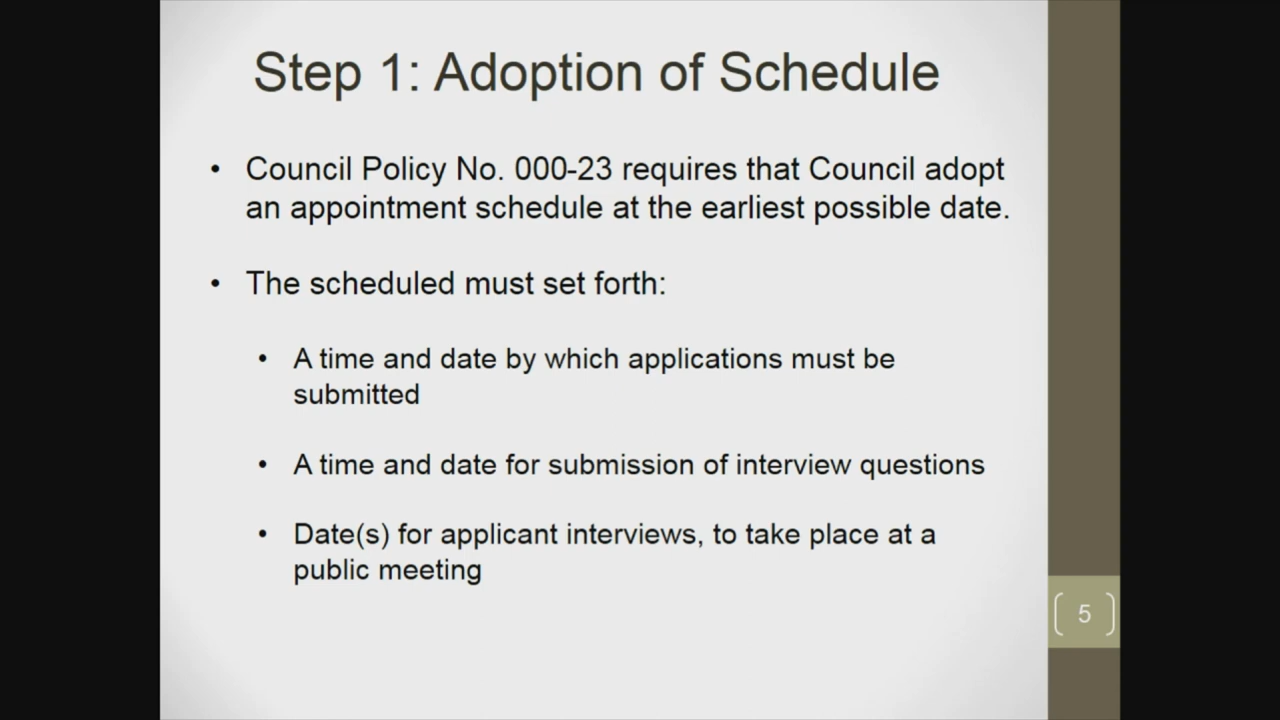 Step 1: Adoption of Schedule
• Council Policy No. 000-23 requires that Council adopt
an appointment schedule at the earliest possible date.
• The scheduled must set forth:
• A time and date by which applications must be
submitted
• A time and date for submission of interview questions
• Date(s) for applicant interviews, to take place at a
public meeting
5